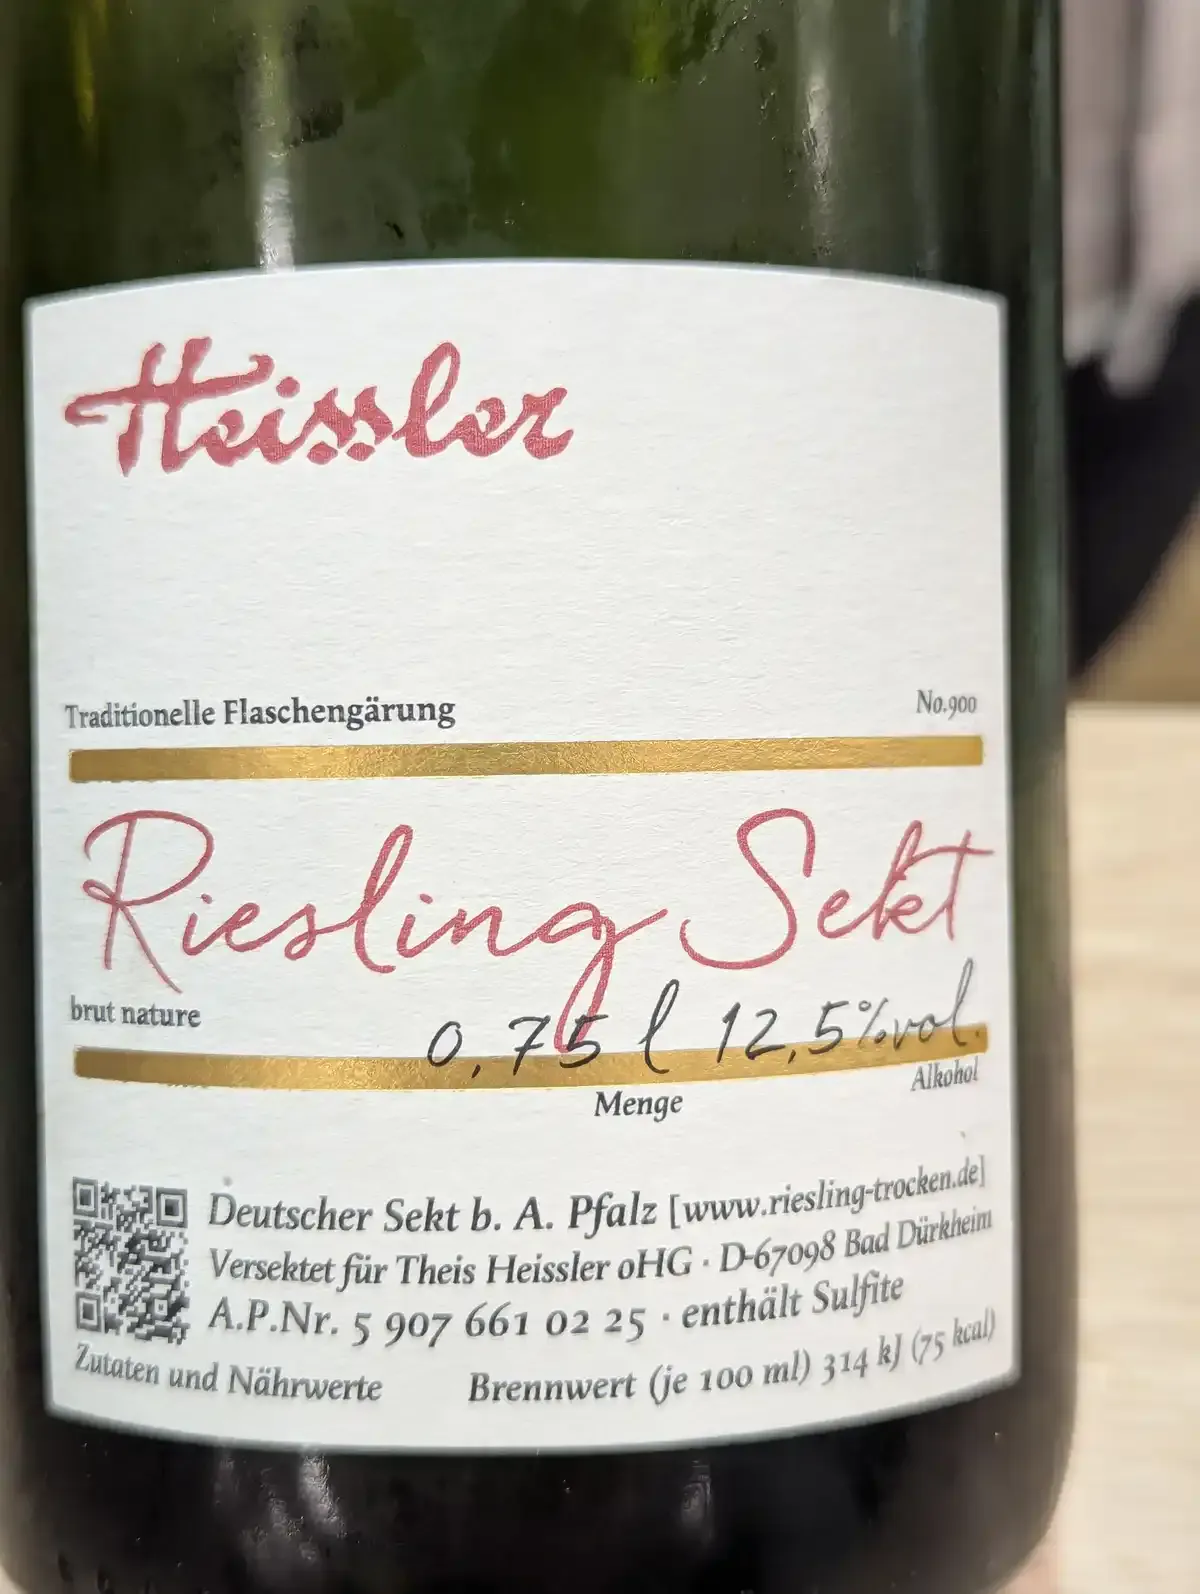 Heissler
Traditionelle Flaschengärung
No.900
Riesling Sekt
brut nature
0,75 l 12,5%vol.
Menge
Alkohol
Deutscher Sekt b. A. Pfalz [www.riesling-trocken.de]
Versektet für Theis Heissler oHG · D-67098 Bad Dürkheim
A.P.Nr. 5 907 661 02 25 · enthält Sulfite
Zutaten und Nährwerte
Brennwert (je 100 ml) 314 kJ (75 kcal)